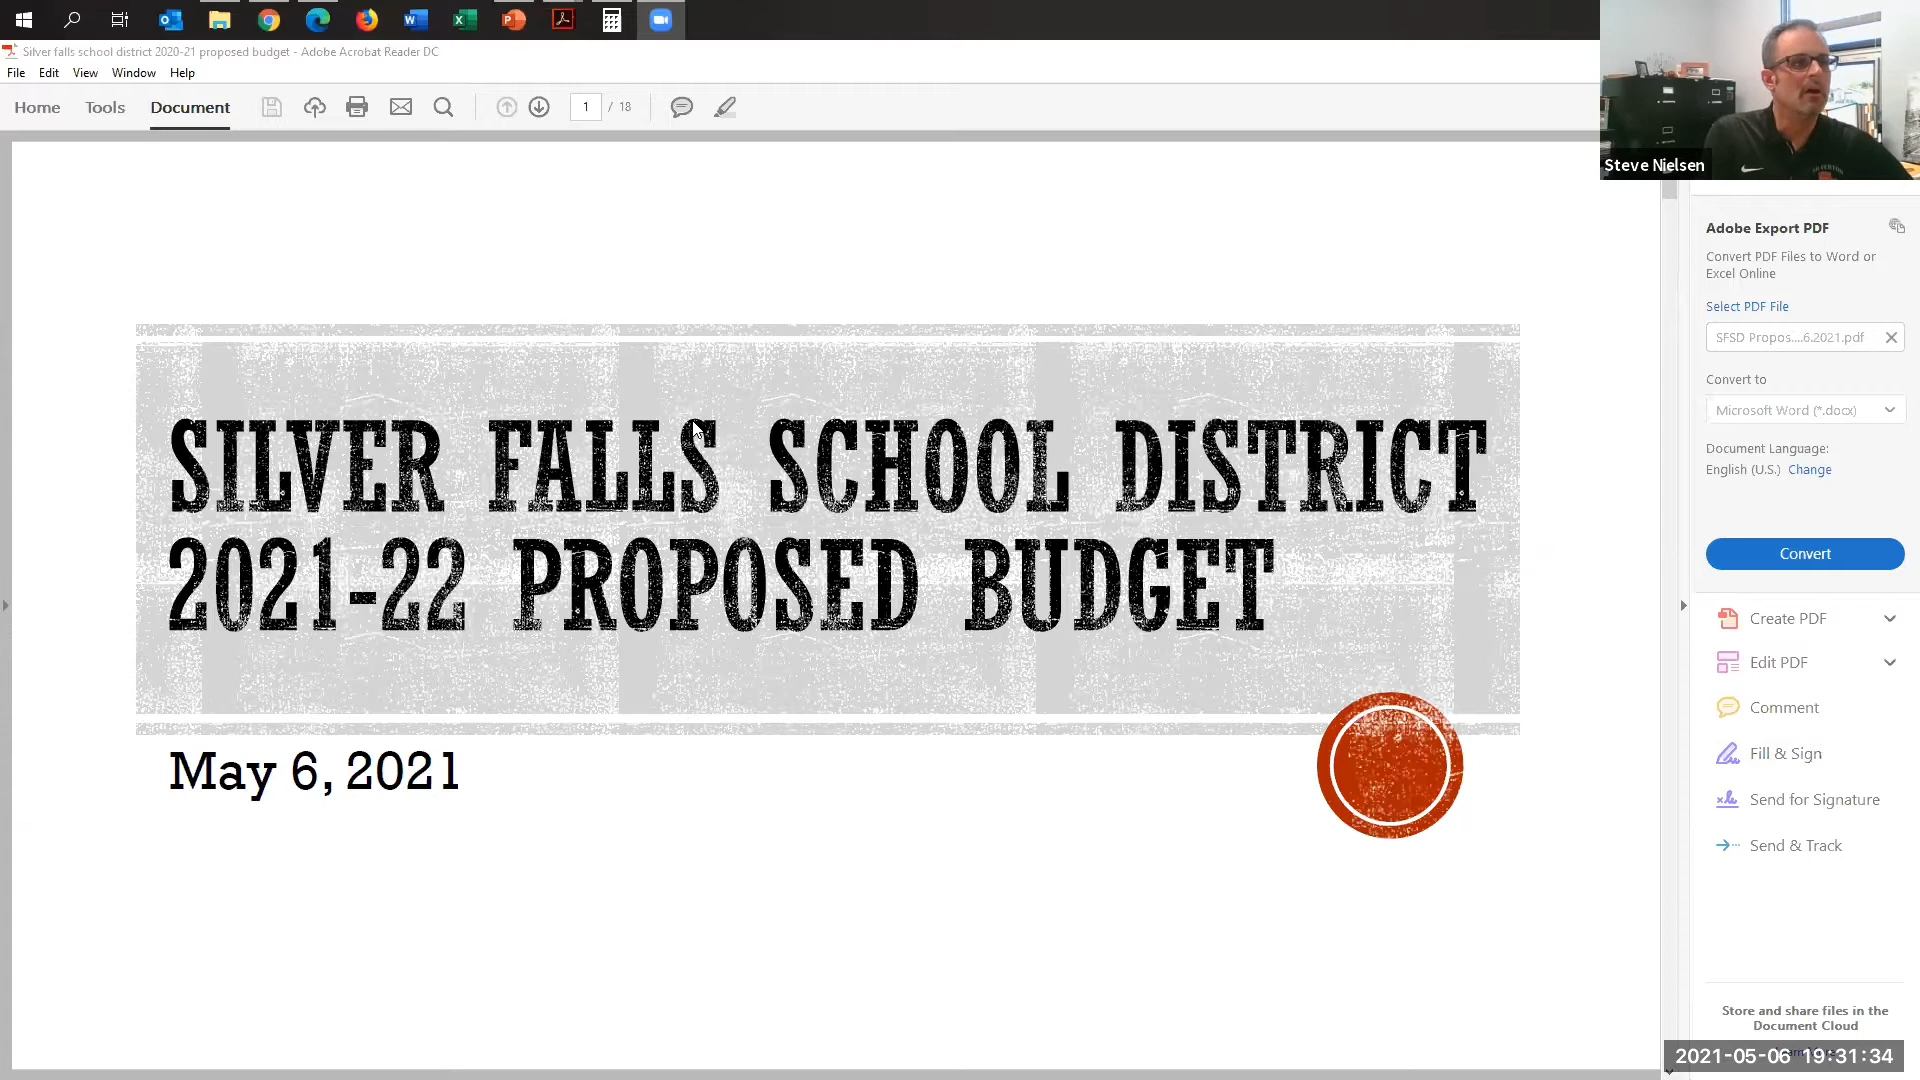 Silver falls school district 2020-21 proposed budget - Adobe Acrobat Reader DC
File Edit View Window Help
Home Tools Document 1 / 18
Steve Nielsen
SILVER FALLS SCHOOL DISTRICT
2021-22 PROPOSED BUDGET
May 6, 2021
Adobe Export PDF
Convert PDF Files to Word or
Excel Online
Select PDF File
SFSD Propos....6.2021.pdf
Convert to
Microsoft Word (*.docx)
Document Language:
English (U.S.) Change
Convert
Create PDF
Edit PDF
Comment
Fill & Sign
Send for Signature
Send & Track
Store and share files in the
Document Cloud
2021-05-06 19:31:34